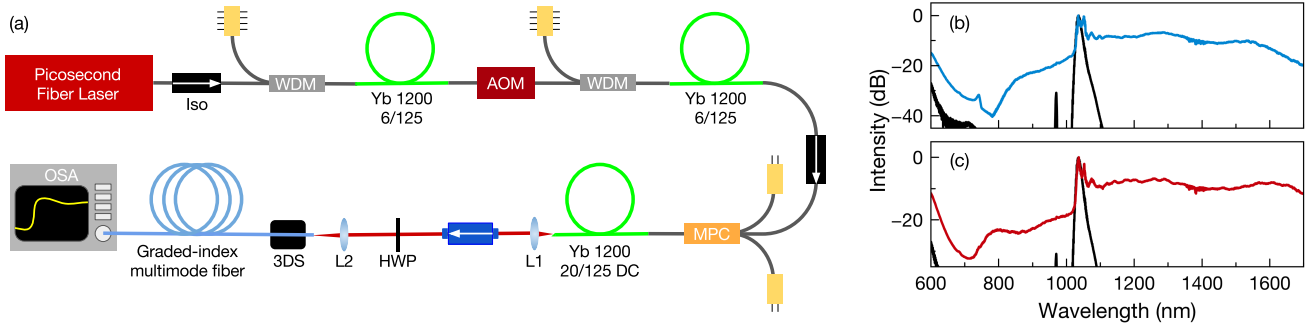 (a)
Picosecond
Fiber Laser
Iso
WDM
Yb 1200
6/125
AOM
WDM
Yb 1200
6/125
OSA
Graded-index
multimode fiber
3DS
L2
HWP
L1
Yb 1200
20/125 DC
MPC
Intensity (dB)
0
−20
−40
(b)
0
−20
(c)
600 800 1000 1200 1400 1600
Wavelength (nm)